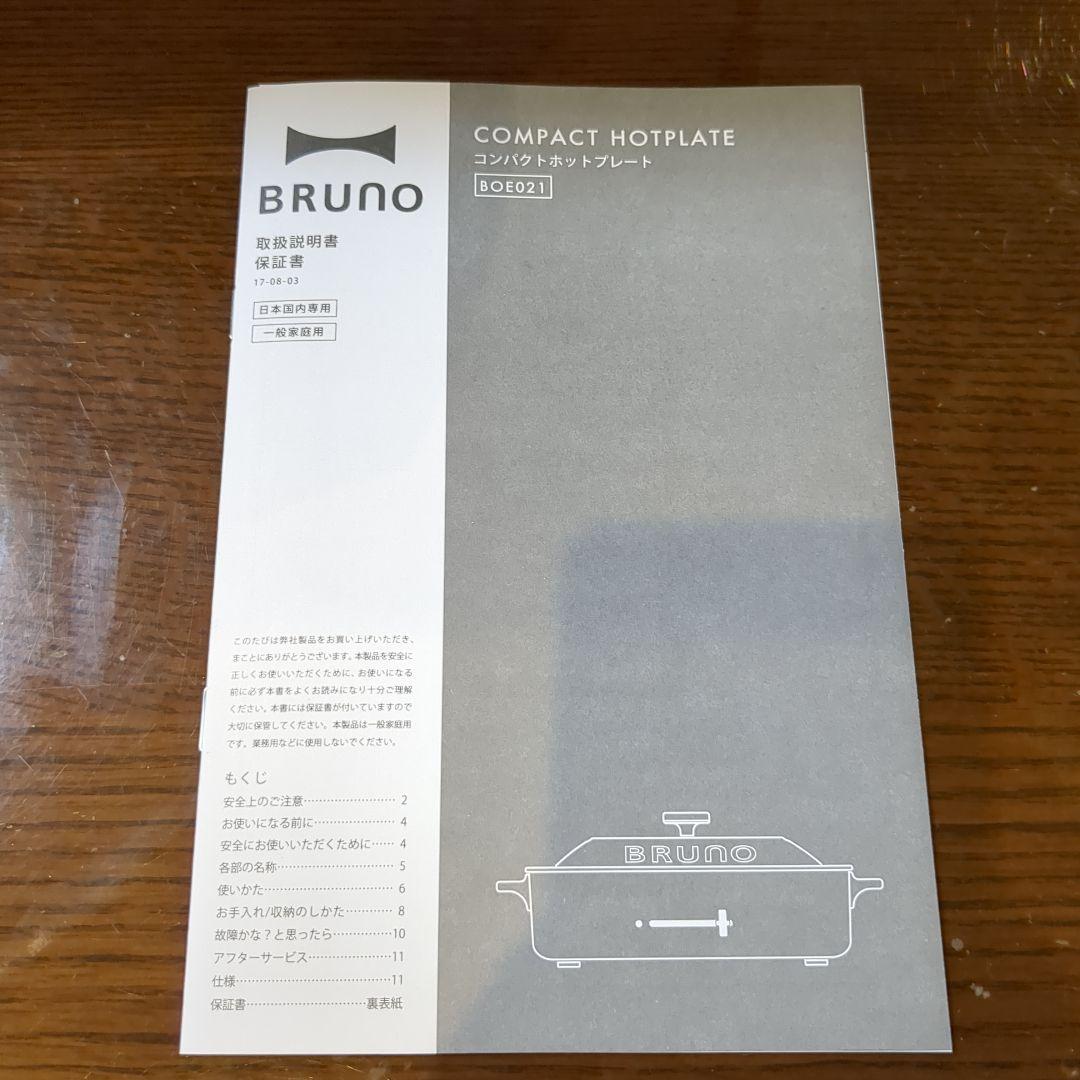 BRUNO
取扱説明書
保証書
17-08-03
日本国内専用
一般家庭用
COMPACT HOTPLATE
コンパクトホットプレート
BOE021
このたびは弊社製品をお買い上げいただき、
まことにありがとうございます。本製品を安全に
正しくお使いいただくために、お使いになる
前に必ず本書をよくお読みになり十分ご理解
ください。本書には保証書が付いていますので
大切に保管してください。本製品は一般家庭用
です。業務用などに使用しないでください。
もくじ
安全上のご注意……………………2
お使いになる前に…………………4
安全にお使いいただくために……4
各部の名称…………………………5
使いかた……………………………6
お手入れ/収納のしかた…………8
故障かな？と思ったら……………10
アフターサービス…………………11
仕様…………………………………11
保証書…………………………裏表紙
BRUNO